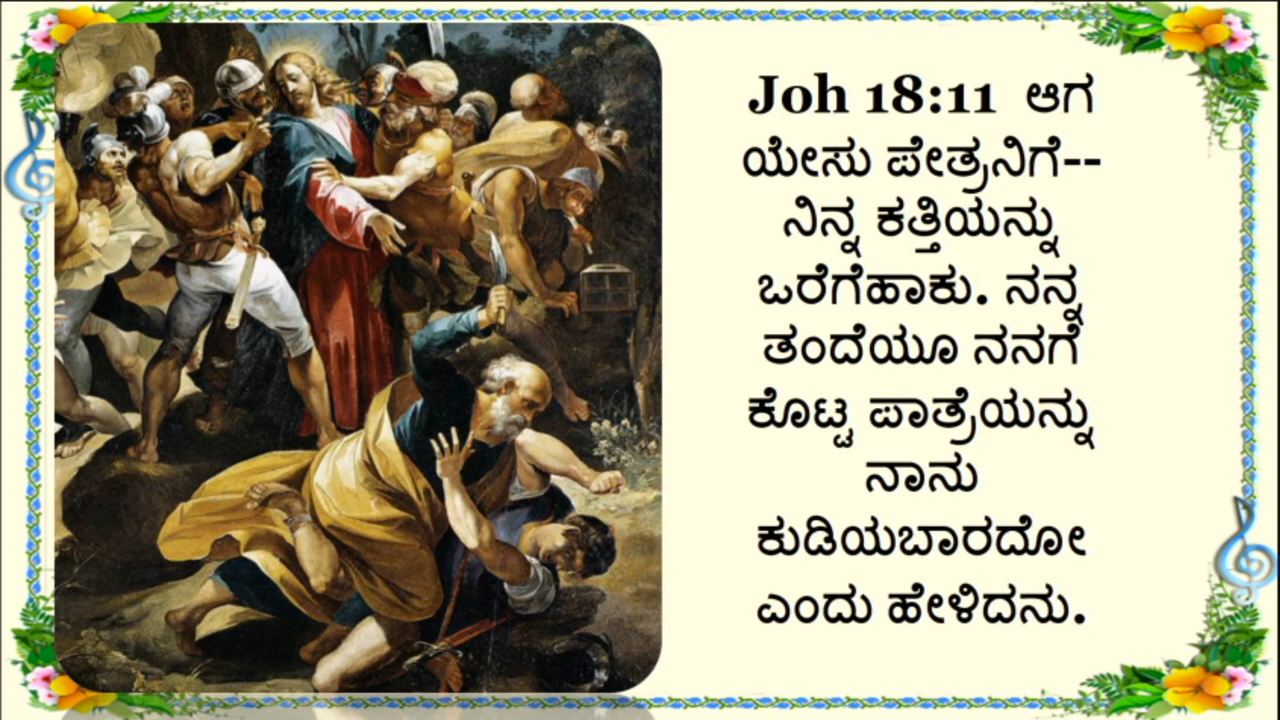 Joh 18:11 ಆಗ
ಯೇಸು ಪೇತ್ರನಿಗೆ--
ನಿನ್ನ ಕತ್ತಿಯನ್ನು
ಒರೆಗೆಹಾಕು. ನನ್ನ
ತಂದೆಯೂ ನನಗೆ
ಕೊಟ್ಟ ಪಾತ್ರೆಯನ್ನು
ನಾನು
ಕುಡಿಯಬಾರದೋ
ಎಂದು ಹೇಳಿದನು.